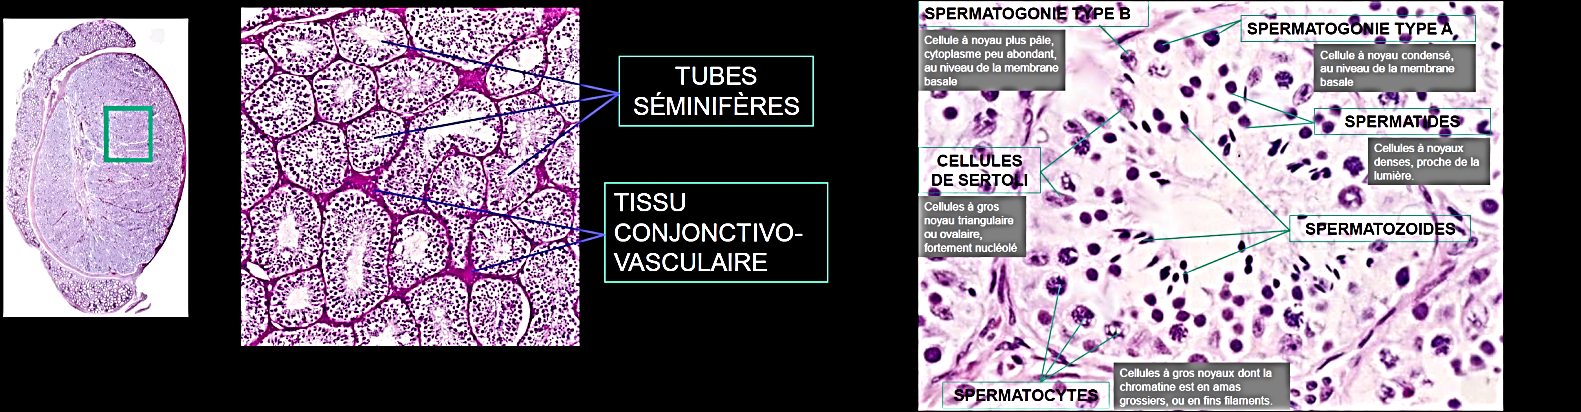 TUBES
SÉMINIFÈRES
TISSU
CONJONCTIVO-
VASCULAIRE
SPERMATOGONIE TYPE B
Cellule à noyau plus pâle,
cytoplasme peu abondant,
au niveau de la membrane
basale
SPERMATOGONIE TYPE A
Cellule à noyau condensé,
au niveau de la membrane
basale
SPERMATIDES
Cellules à noyaux
denses, proche de la
lumière.
CELLULES
DE SERTOLI
Cellules à gros
noyau triangulaire
ou ovalaire,
fortement nucléolé
SPERMATOZOIDES
SPERMATOCYTES
Cellules à gros noyaux dont la
chromatine est en amas
grossiers, ou en fins filaments.